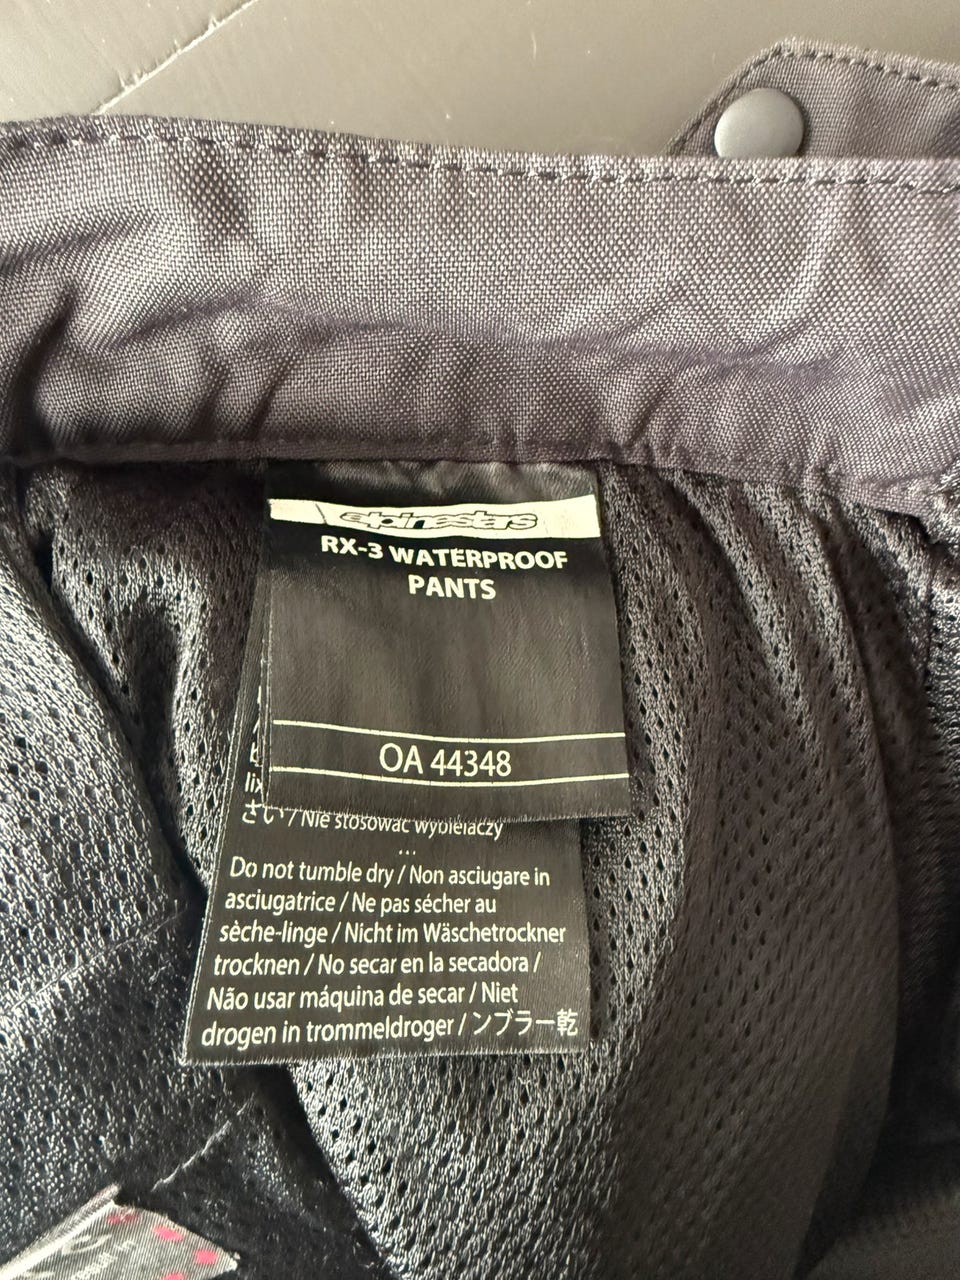 alpinestars
RX-3 WATERPROOF
PANTS
OA 44348
さい / Nie stosować wybielaczy
...
Do not tumble dry / Non asciugare in
asciugatrice / Ne pas sécher au
sèche-linge / Nicht im Wäschetrockner
trocknen / No secar en la secadora /
Não usar máquina de secar / Niet
drogen in trommeldroger / ンブラー乾